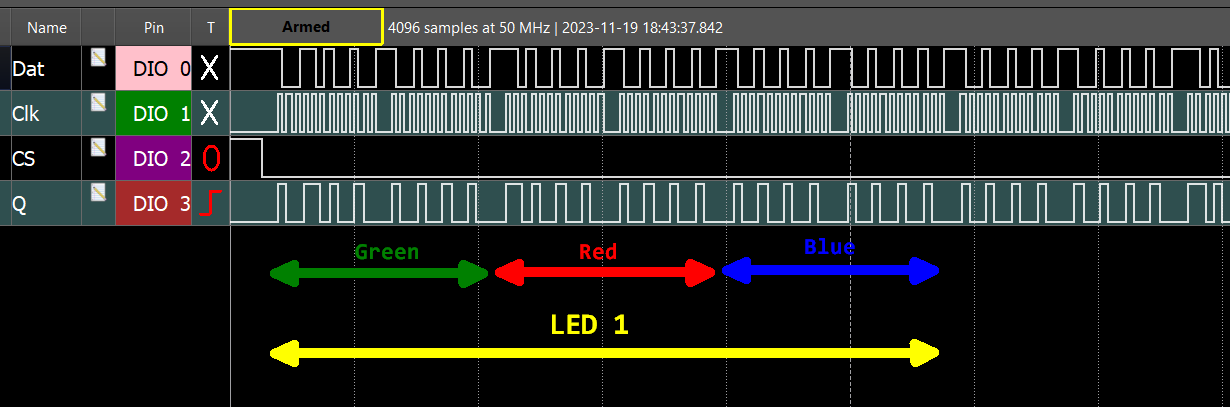 Name Pin T Armed 4096 samples at 50 MHz | 2023-11-19 18:43:37.842
Dat DIO 0 X
Clk DIO 1 X
CS DIO 2 0
Q DIO 3
Green Red Blue
LED 1